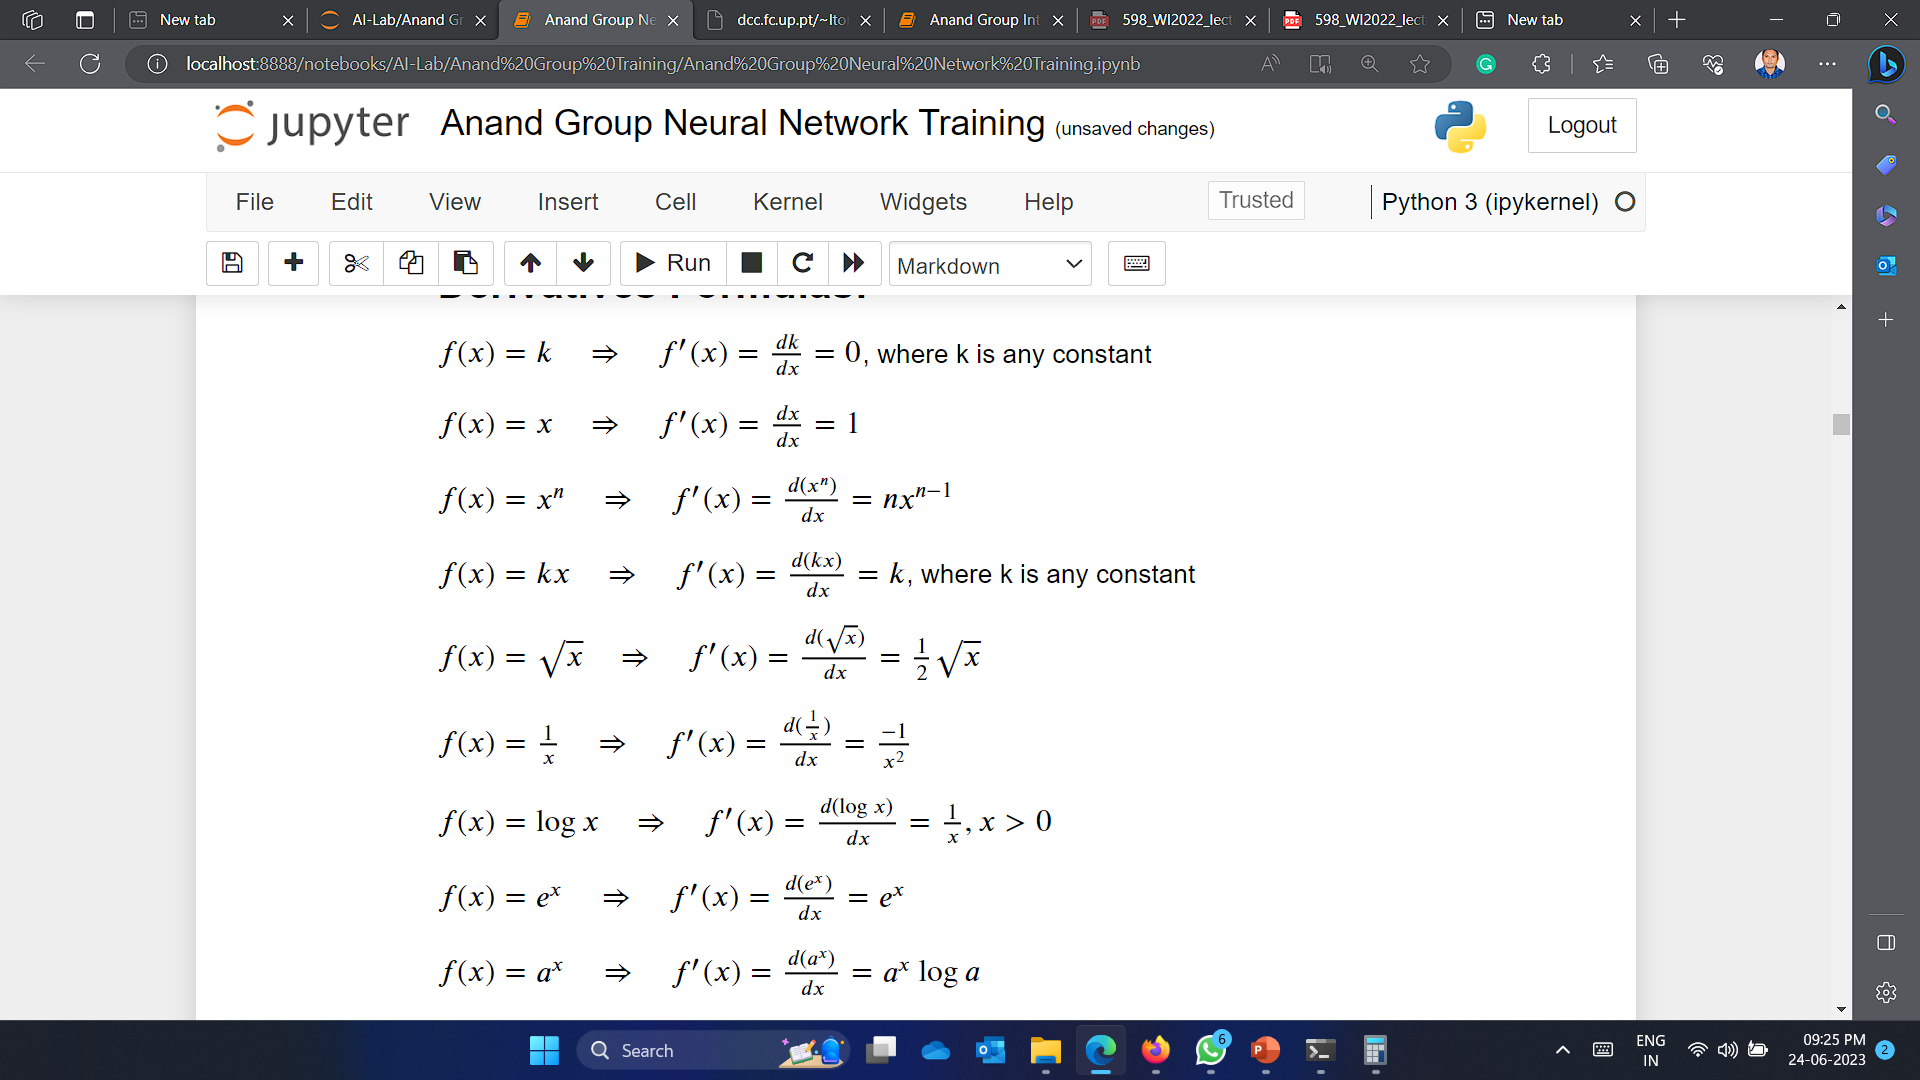 New tab
AI-Lab/Anand Gr
Anand Group Ne
dcc.fc.up.pt/~lto
Anand Group Int
598_WI2022_lect
598_WI2022_lect
New tab
localhost:8888/notebooks/AI-Lab/Anand%20Group%20Training/Anand%20Group%20Neural%20Network%20Training.ipynb
jupyter Anand Group Neural Network Training (unsaved changes) Logout
File Edit View Insert Cell Kernel Widgets Help Trusted Python 3 (ipykernel)
Run Markdown
Derivatives Formulas:
f(x) = k ⇒ f′(x) = dk/dx = 0, where k is any constant
f(x) = x ⇒ f′(x) = dx/dx = 1
f(x) = xⁿ ⇒ f′(x) = d(xⁿ)/dx = nxⁿ⁻¹
f(x) = kx ⇒ f′(x) = d(kx)/dx = k, where k is any constant
f(x) = √x ⇒ f′(x) = d(√x)/dx = 1/2 √x
f(x) = 1/x ⇒ f′(x) = d(1/x)/dx = −1/x²
f(x) = log x ⇒ f′(x) = d(log x)/dx = 1/x, x > 0
f(x) = eˣ ⇒ f′(x) = d(eˣ)/dx = eˣ
f(x) = aˣ ⇒ f′(x) = d(aˣ)/dx = aˣ log a
Search
6
ENG
IN
09:25 PM
24-06-2023
2